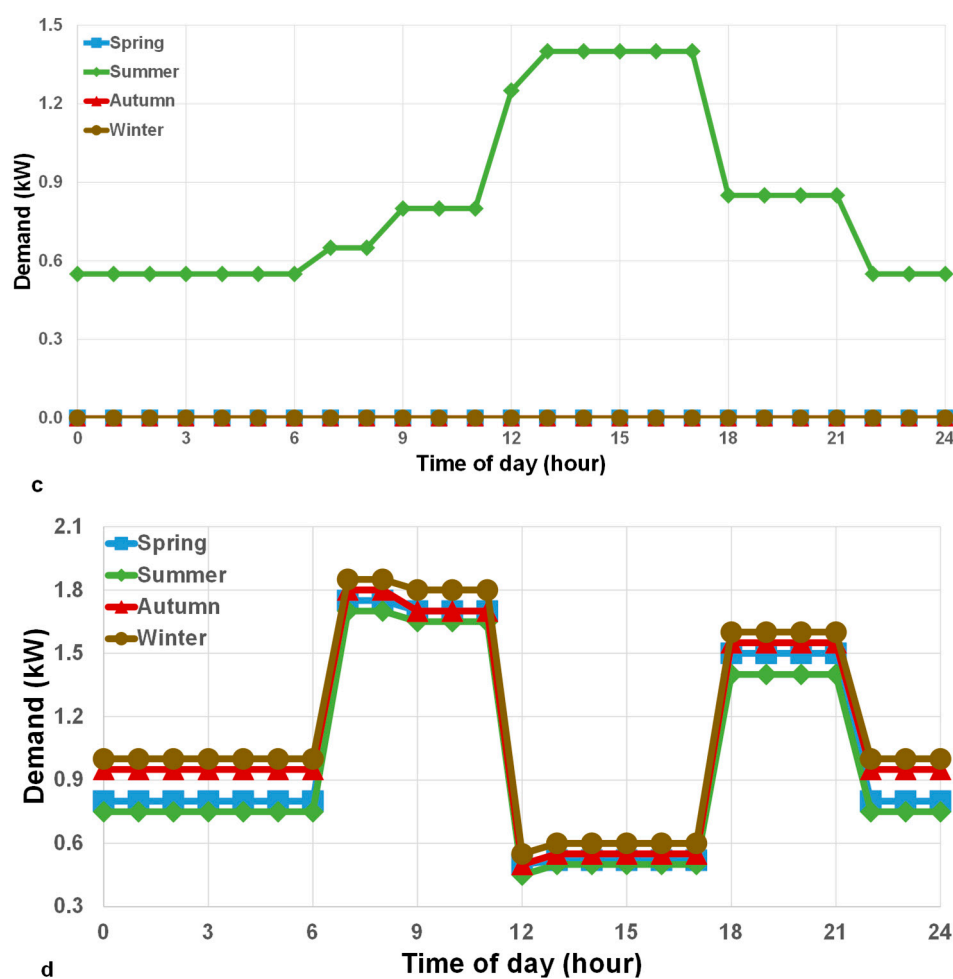 1.5
Spring
Summer
Autumn
Winter
1.2
0.9
0.6
0.3
0.0
Demand (kW)
0 3 6 9 12 15 18 21 24
Time of day (hour)
c
2.1
Spring
Summer
Autumn
Winter
1.8
1.5
1.2
0.9
0.6
0.3
Demand (kW)
0 3 6 9 12 15 18 21 24
Time of day (hour)
d